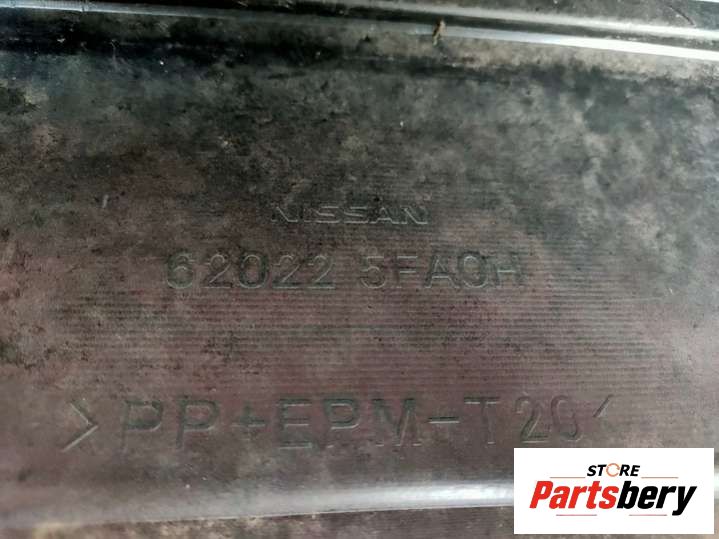 NISSAN
62022 5FA0H
>PP+EPM-T20<
STORE
Partsbery